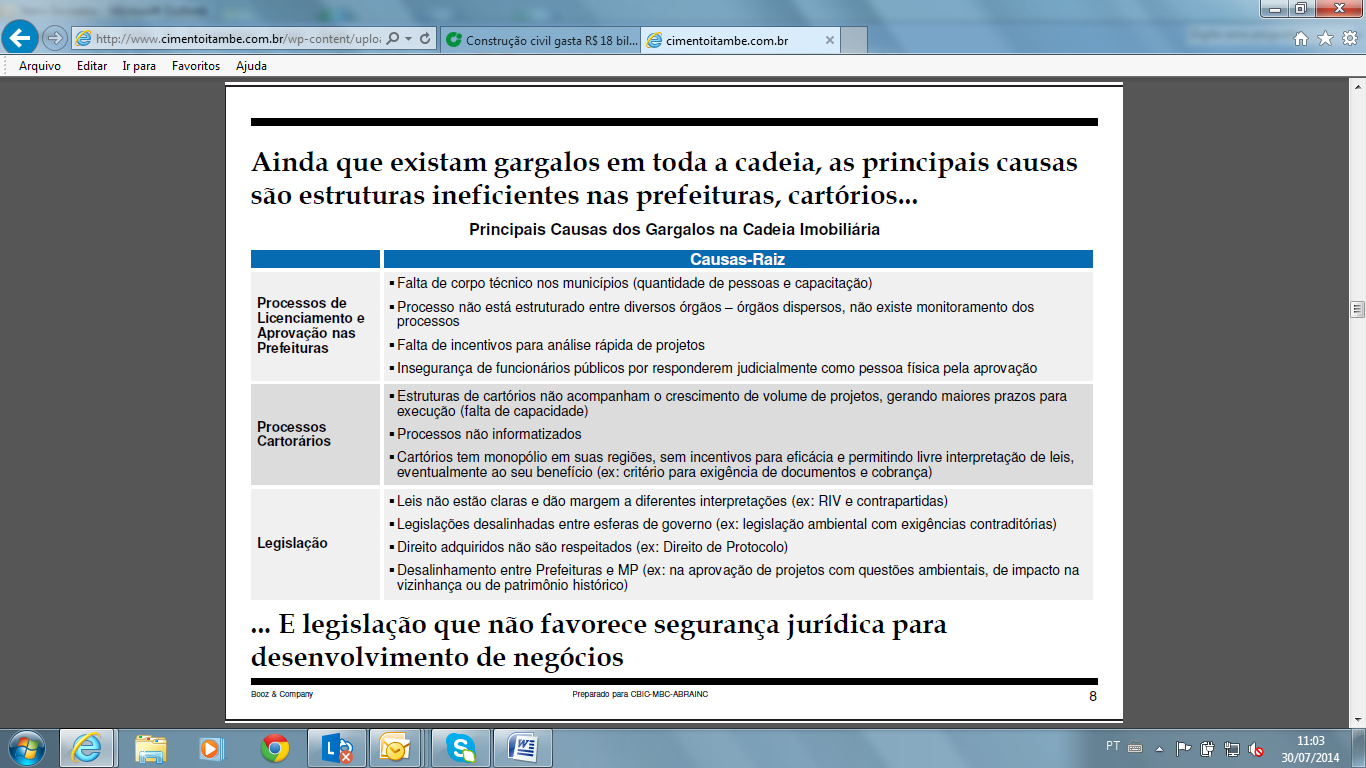 http://www.cimentoitambe.com.br/wp-content/uploa
Construção civil gasta R$ 18 bil...
cimentoitambe.com.br
Arquivo Editar Ir para Favoritos Ajuda
Ainda que existam gargalos em toda a cadeia, as principais causas
são estruturas ineficientes nas prefeituras, cartórios...
Principais Causas dos Gargalos na Cadeia Imobiliária
Causas-Raiz
Processos de
Licenciamento e
Aprovação nas
Prefeituras
▪ Falta de corpo técnico nos municípios (quantidade de pessoas e capacitação)
▪ Processo não está estruturado entre diversos órgãos – órgãos dispersos, não existe monitoramento dos
processos
▪ Falta de incentivos para análise rápida de projetos
▪ Insegurança de funcionários públicos por responderem judicialmente como pessoa física pela aprovação
Processos
Cartorários
▪ Estruturas de cartórios não acompanham o crescimento de volume de projetos, gerando maiores prazos para
execução (falta de capacidade)
▪ Processos não informatizados
▪ Cartórios tem monopólio em suas regiões, sem incentivos para eficácia e permitindo livre interpretação de leis,
eventualmente ao seu benefício (ex: critério para exigência de documentos e cobrança)
Legislação
▪ Leis não estão claras e dão margem a diferentes interpretações (ex: RIV e contrapartidas)
▪ Legislações desalinhadas entre esferas de governo (ex: legislação ambiental com exigências contraditórias)
▪ Direito adquiridos não são respeitados (ex: Direito de Protocolo)
▪ Desalinhamento entre Prefeituras e MP (ex: na aprovação de projetos com questões ambientais, de impacto na
vizinhança ou de patrimônio histórico)
... E legislação que não favorece segurança jurídica para
desenvolvimento de negócios
Booz & Company
Preparado para CBIC-MBC-ABRAINC
8
PT
11:03
30/07/2014